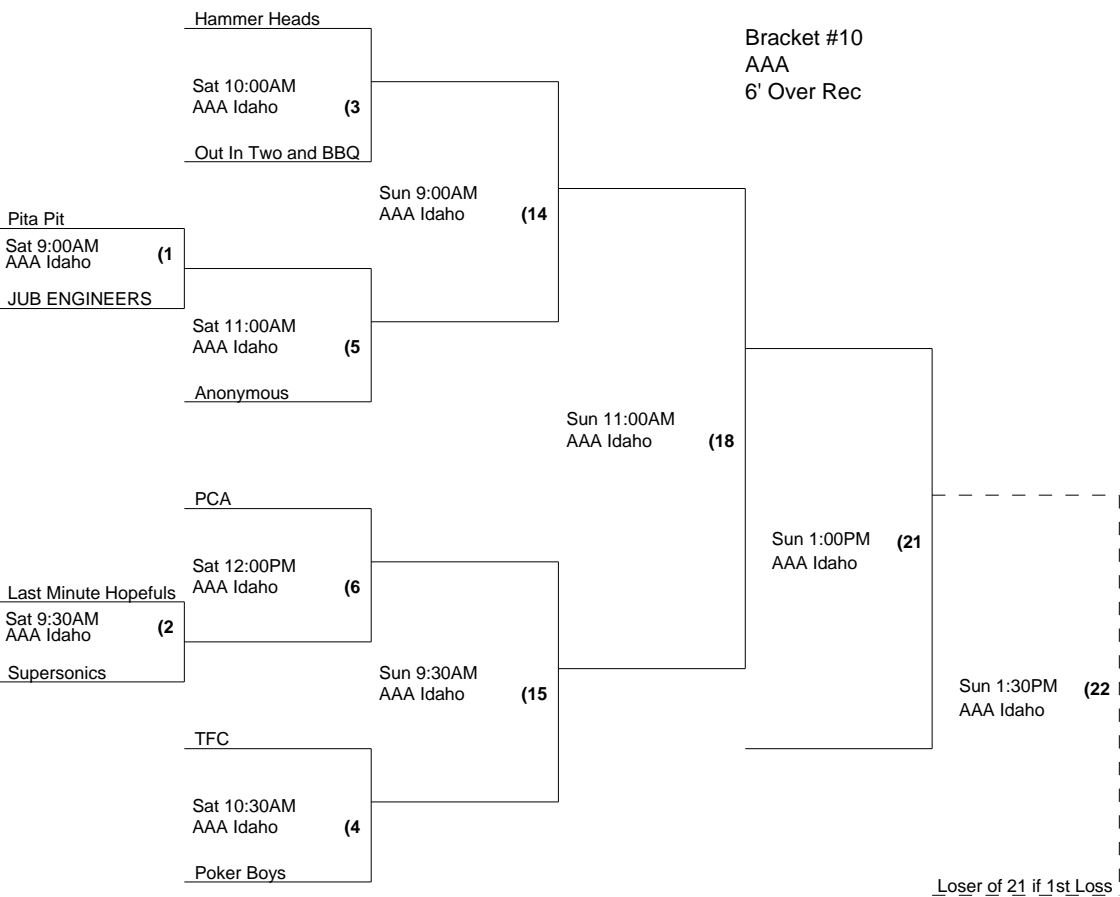 Hammer Heads
Bracket #10
AAA
6' Over Rec
Sat 10:00AM
AAA Idaho (3
Out In Two and BBQ
Sun 9:00AM
AAA Idaho (14
Pita Pit
Sat 9:00AM
AAA Idaho (1
JUB ENGINEERS
Sat 11:00AM
AAA Idaho (5
Anonymous
Sun 11:00AM
AAA Idaho (18
PCA
Sat 12:00PM
AAA Idaho (6
Sun 1:00PM (21
AAA Idaho
Last Minute Hopefuls
Sat 9:30AM
AAA Idaho (2
Supersonics
Sun 9:30AM
AAA Idaho (15
Sun 1:30PM (22
AAA Idaho
TFC
Sat 10:30AM
AAA Idaho (4
Poker Boys
Loser of 21 if 1st Loss